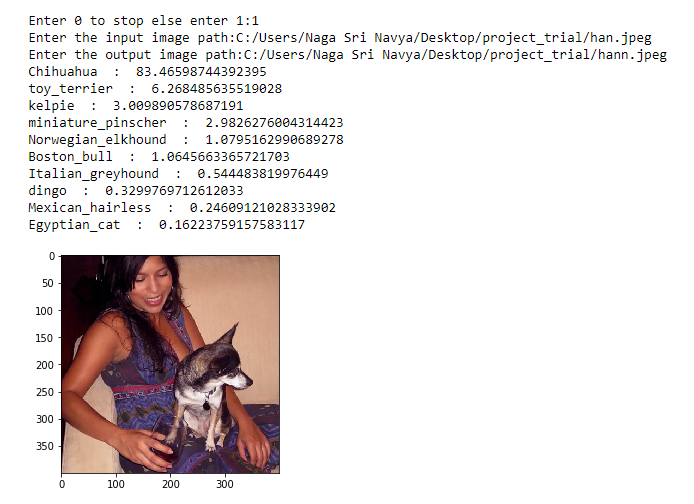 Enter 0 to stop else enter 1:1
Enter the input image path:C:/Users/Naga Sri Navya/Desktop/project_trial/han.jpeg
Enter the output image path:C:/Users/Naga Sri Navya/Desktop/project_trial/hann.jpeg
Chihuahua  :  83.46598744392395
toy_terrier  :  6.268485635519028
kelpie  :  3.009890578687191
miniature_pinscher  :  2.9826276004314423
Norwegian_elkhound  :  1.0795162990689278
Boston_bull  :  1.0645663365721703
Italian_greyhound  :  0.544483819976449
dingo  :  0.3299769712612033
Mexican_hairless  :  0.24609121028333902
Egyptian_cat  :  0.16223759157583117
0
50
100
150
200
250
300
350
0 100 200 300